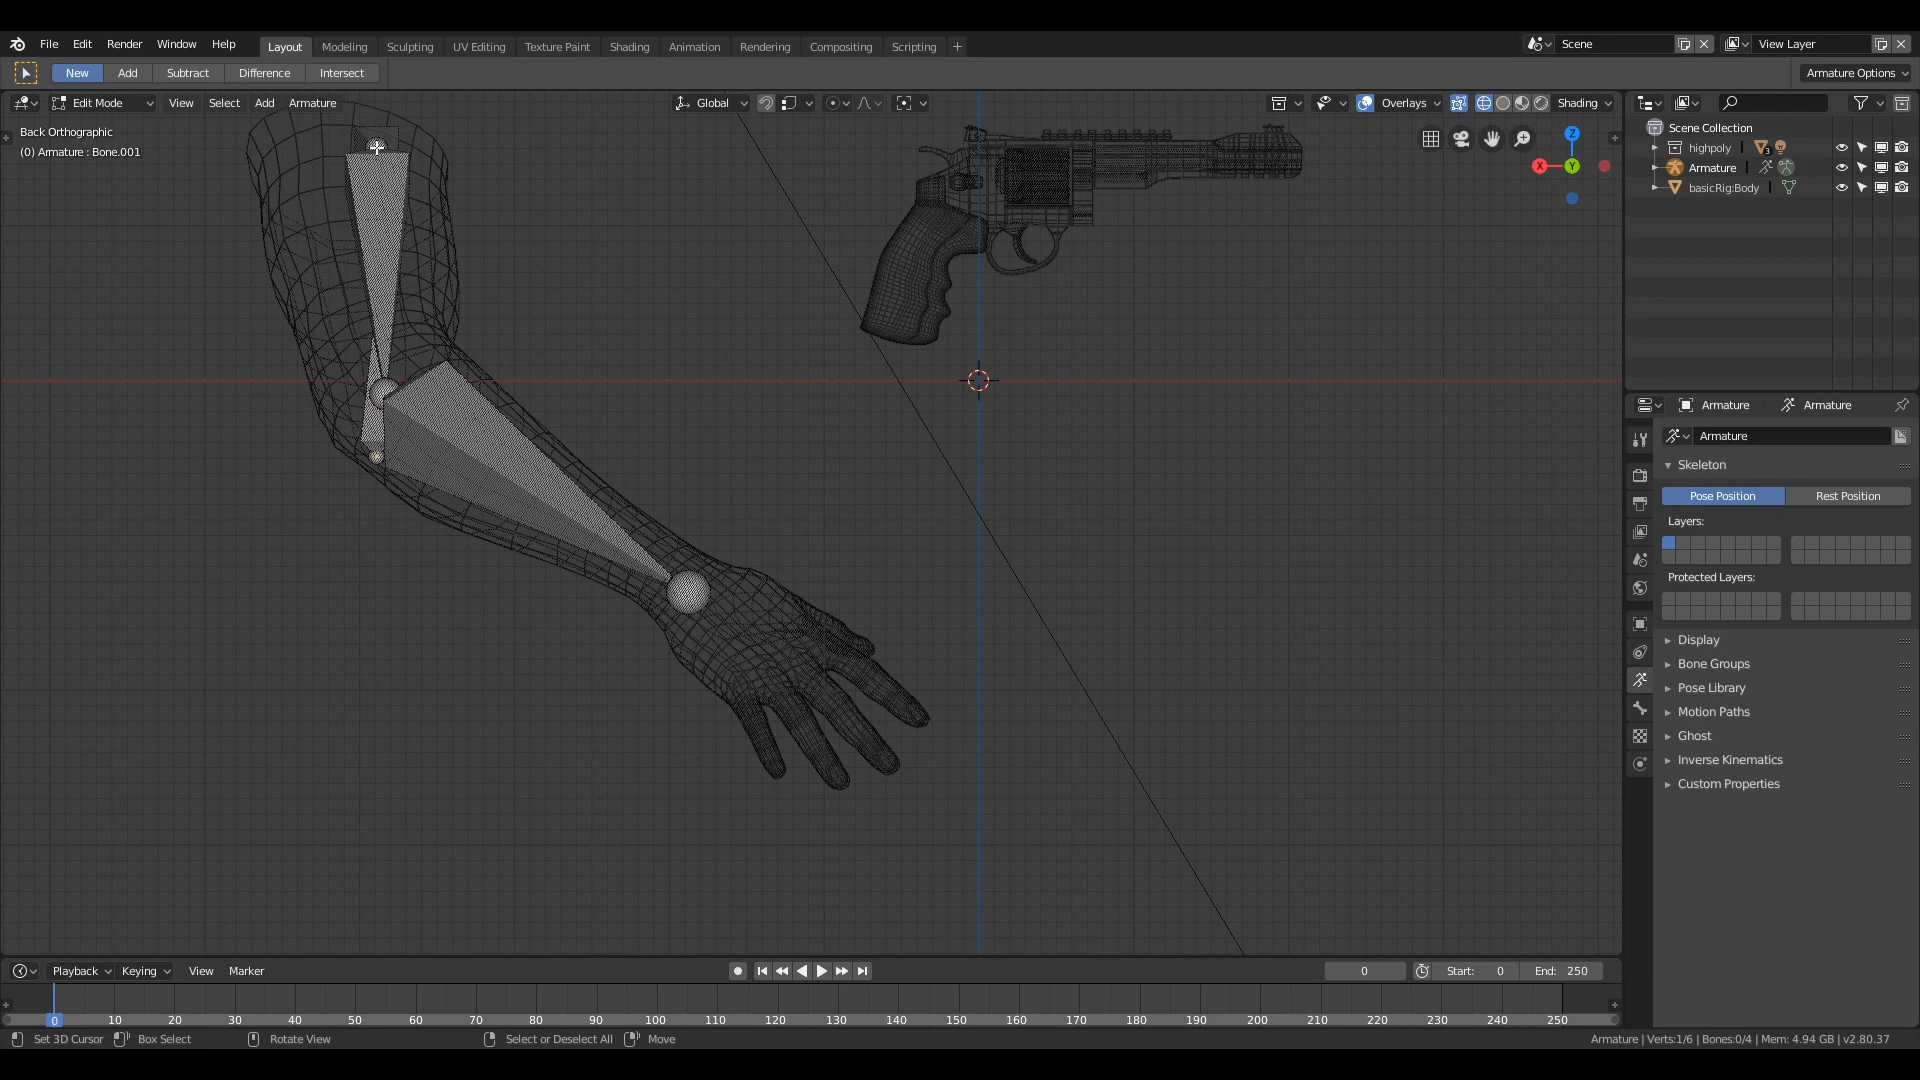 File Edit Render Window Help Layout Modeling Sculpting UV Editing Texture Paint Shading Animation Rendering Compositing Scripting + Scene View Layer
New Add Subtract Difference Intersect Armature Options
Edit Mode View Select Add Armature Global Overlays Shading
Back Orthographic
(0) Armature : Bone.001
Z
X
Y
Scene Collection
highpoly 3
Armature
basicRig:Body
Armature Armature
Armature
Skeleton
Pose Position Rest Position
Layers:
Protected Layers:
Display
Bone Groups
Pose Library
Motion Paths
Ghost
Inverse Kinematics
Custom Properties
Playback Keying View Marker 0 Start: 0 End: 250
0 10 20 30 40 50 60 70 80 90 100 110 120 130 140 150 160 170 180 190 200 210 220 230 240 250
Set 3D Cursor Box Select Rotate View Select or Deselect All Move Armature | Verts:1/6 | Bones:0/4 | Mem: 4.94 GB | v2.80.37